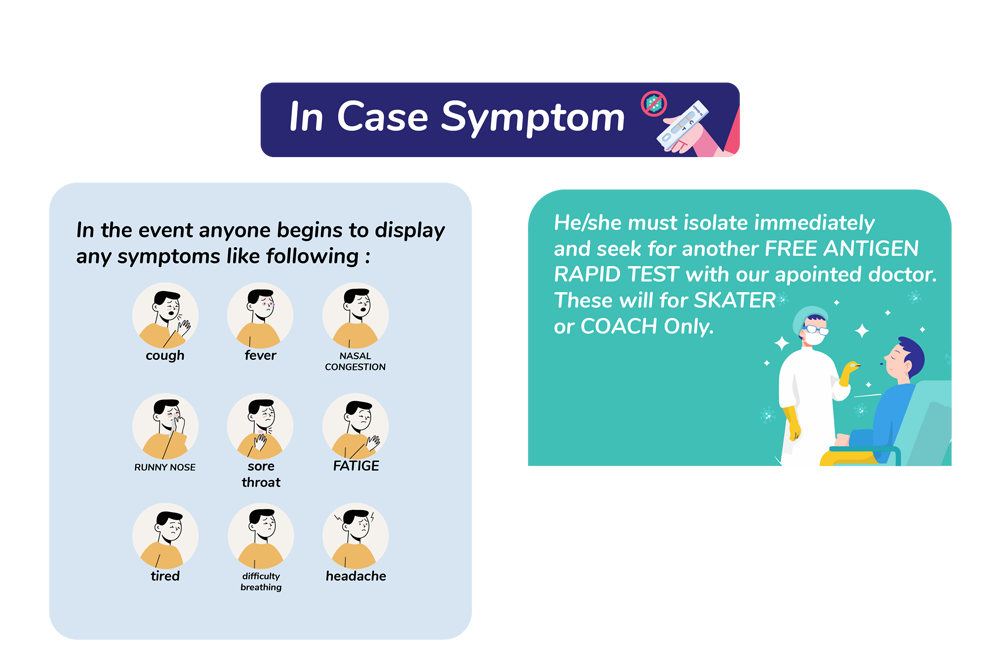 In Case Symptom
In the event anyone begins to display
any symptoms like following :
cough
fever
NASAL
CONGESTION
RUNNY NOSE
sore
throat
FATIGE
tired
difficulty
breathing
headache
He/she must isolate immediately
and seek for another FREE ANTIGEN
RAPID TEST with our apointed doctor.
These will for SKATER
or COACH Only.